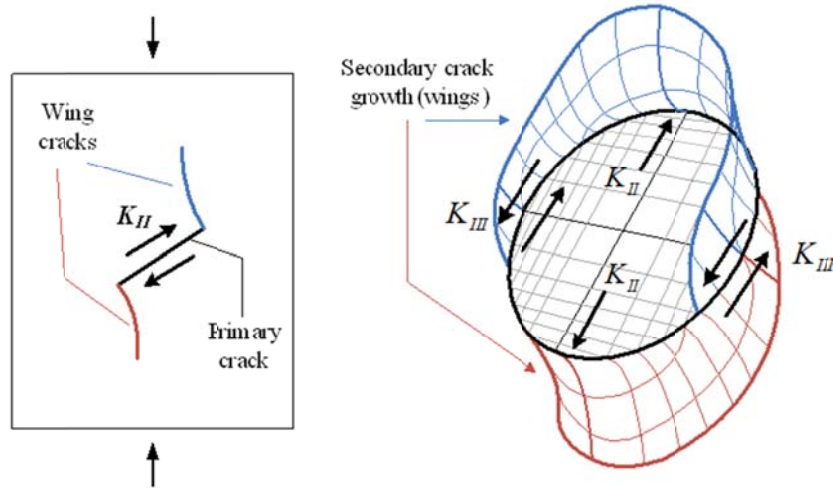 Wing
cracks
K_II
Primary
crack
Secondary crack
growth (wings)
K_II
K_III
K_II
K_III